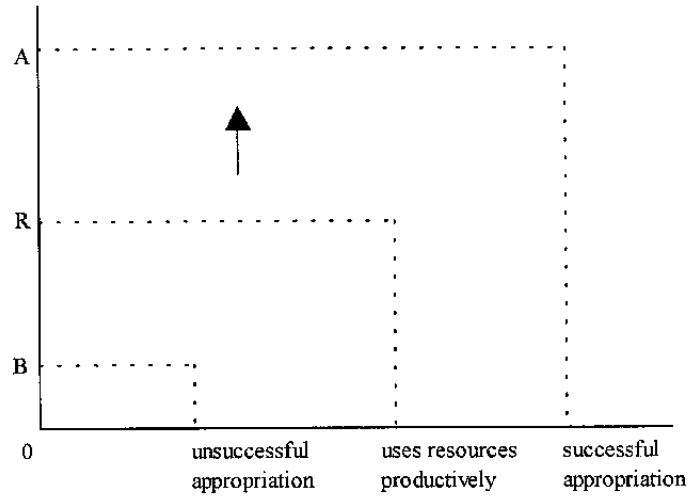 A
R
B
0
unsuccessful appropriation
uses resources productively
successful appropriation